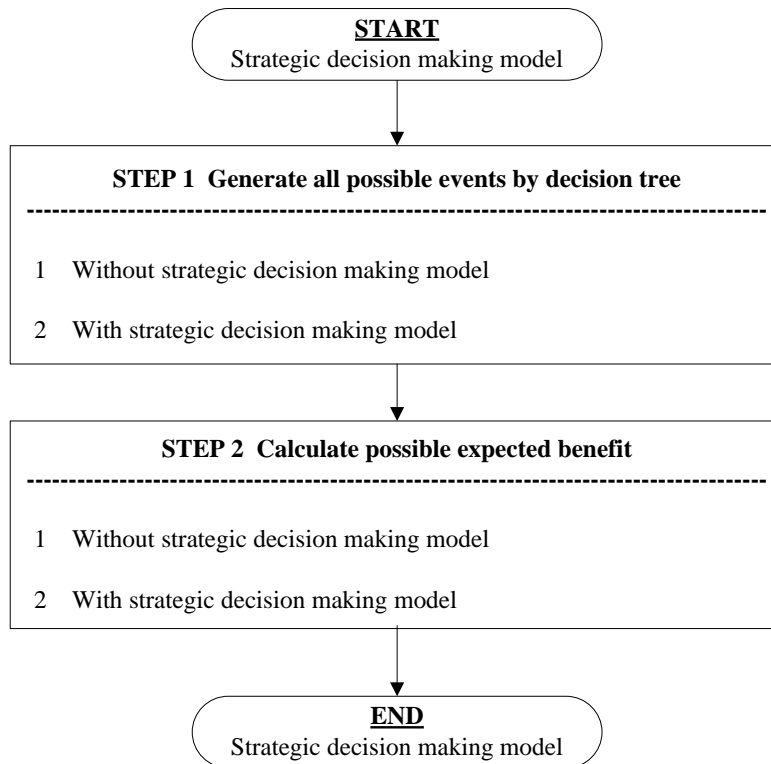 START
Strategic decision making model
STEP 1 Generate all possible events by decision tree
1 Without strategic decision making model
2 With strategic decision making model
STEP 2 Calculate possible expected benefit
1 Without strategic decision making model
2 With strategic decision making model
END
Strategic decision making model